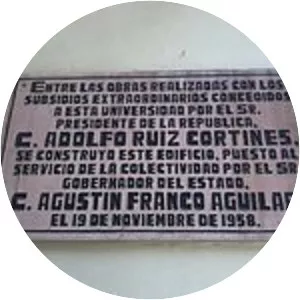 "ENTRE LAS OBRAS REALIZADAS CON LOS
SUBSIDIOS EXTRAORDINARIOS CONCEDIDOS
A ESTA UNIVERSIDAD POR EL SR.
PRESIDENTE DE LA REPUBLICA,
C. ADOLFO RUIZ CORTINES,
SE CONSTRUYO ESTE EDIFICIO, PUESTO AL
SERVICIO DE LA COLECTIVIDAD POR EL SR.
GOBERNADOR DEL ESTADO,
C. AGUSTIN FRANCO AGUILAR
EL 19 DE NOVIEMBRE DE 1958.